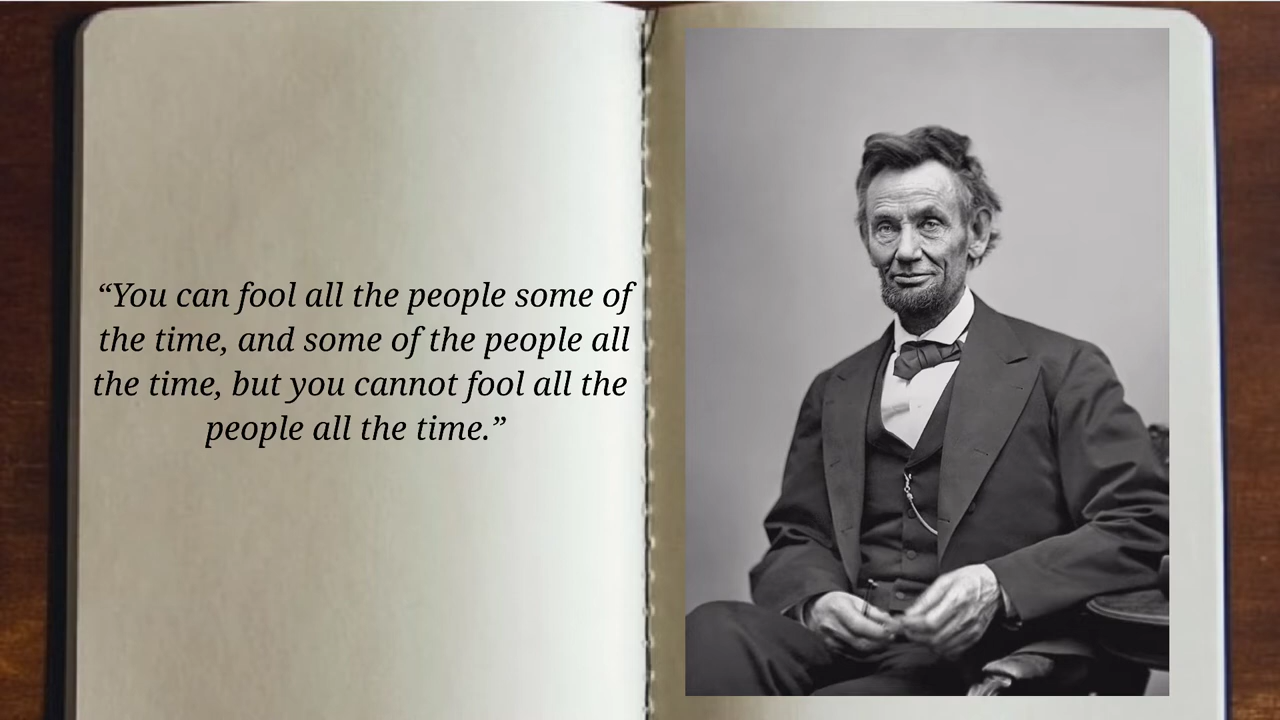 “You can fool all the people some of
the time, and some of the people all
the time, but you cannot fool all the
people all the time.”